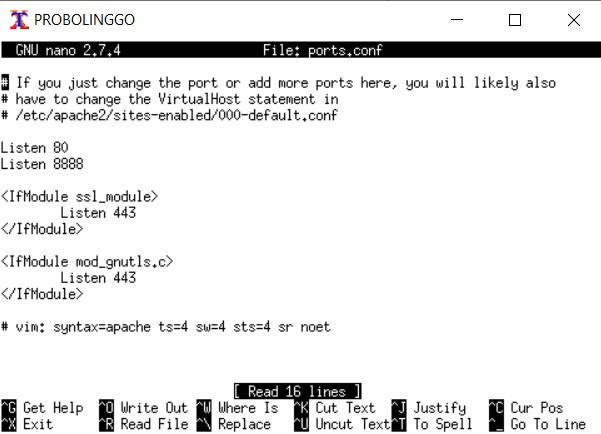 PROBOLINGGO
GNU nano 2.7.4 File: ports.conf
# If you just change the port or add more ports here, you will likely also
# have to change the VirtualHost statement in
# /etc/apache2/sites-enabled/000-default.conf
Listen 80
Listen 8888
<IfModule ssl_module>
Listen 443
</IfModule>
<IfModule mod_gnutls.c>
Listen 443
</IfModule>
# vim: syntax=apache ts=4 sw=4 sts=4 sr noet
[ Read 16 lines ]
^G Get Help ^O Write Out ^W Where Is ^K Cut Text ^J Justify ^C Cur Pos
^X Exit ^R Read File ^\ Replace ^U Uncut Text ^T To Spell ^_ Go To Line